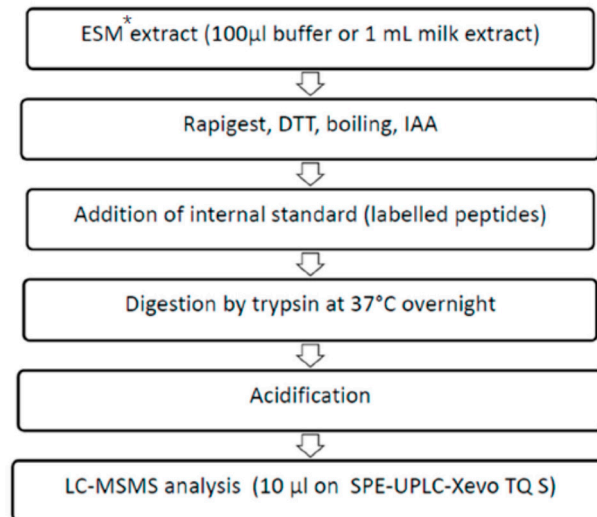 ESM* extract (100µl buffer or 1 mL milk extract)
Rapigest, DTT, boiling, IAA
Addition of internal standard (labelled peptides)
Digestion by trypsin at 37°C overnight
Acidification
LC-MSMS analysis (10 µl on SPE-UPLC-Xevo TQ S)